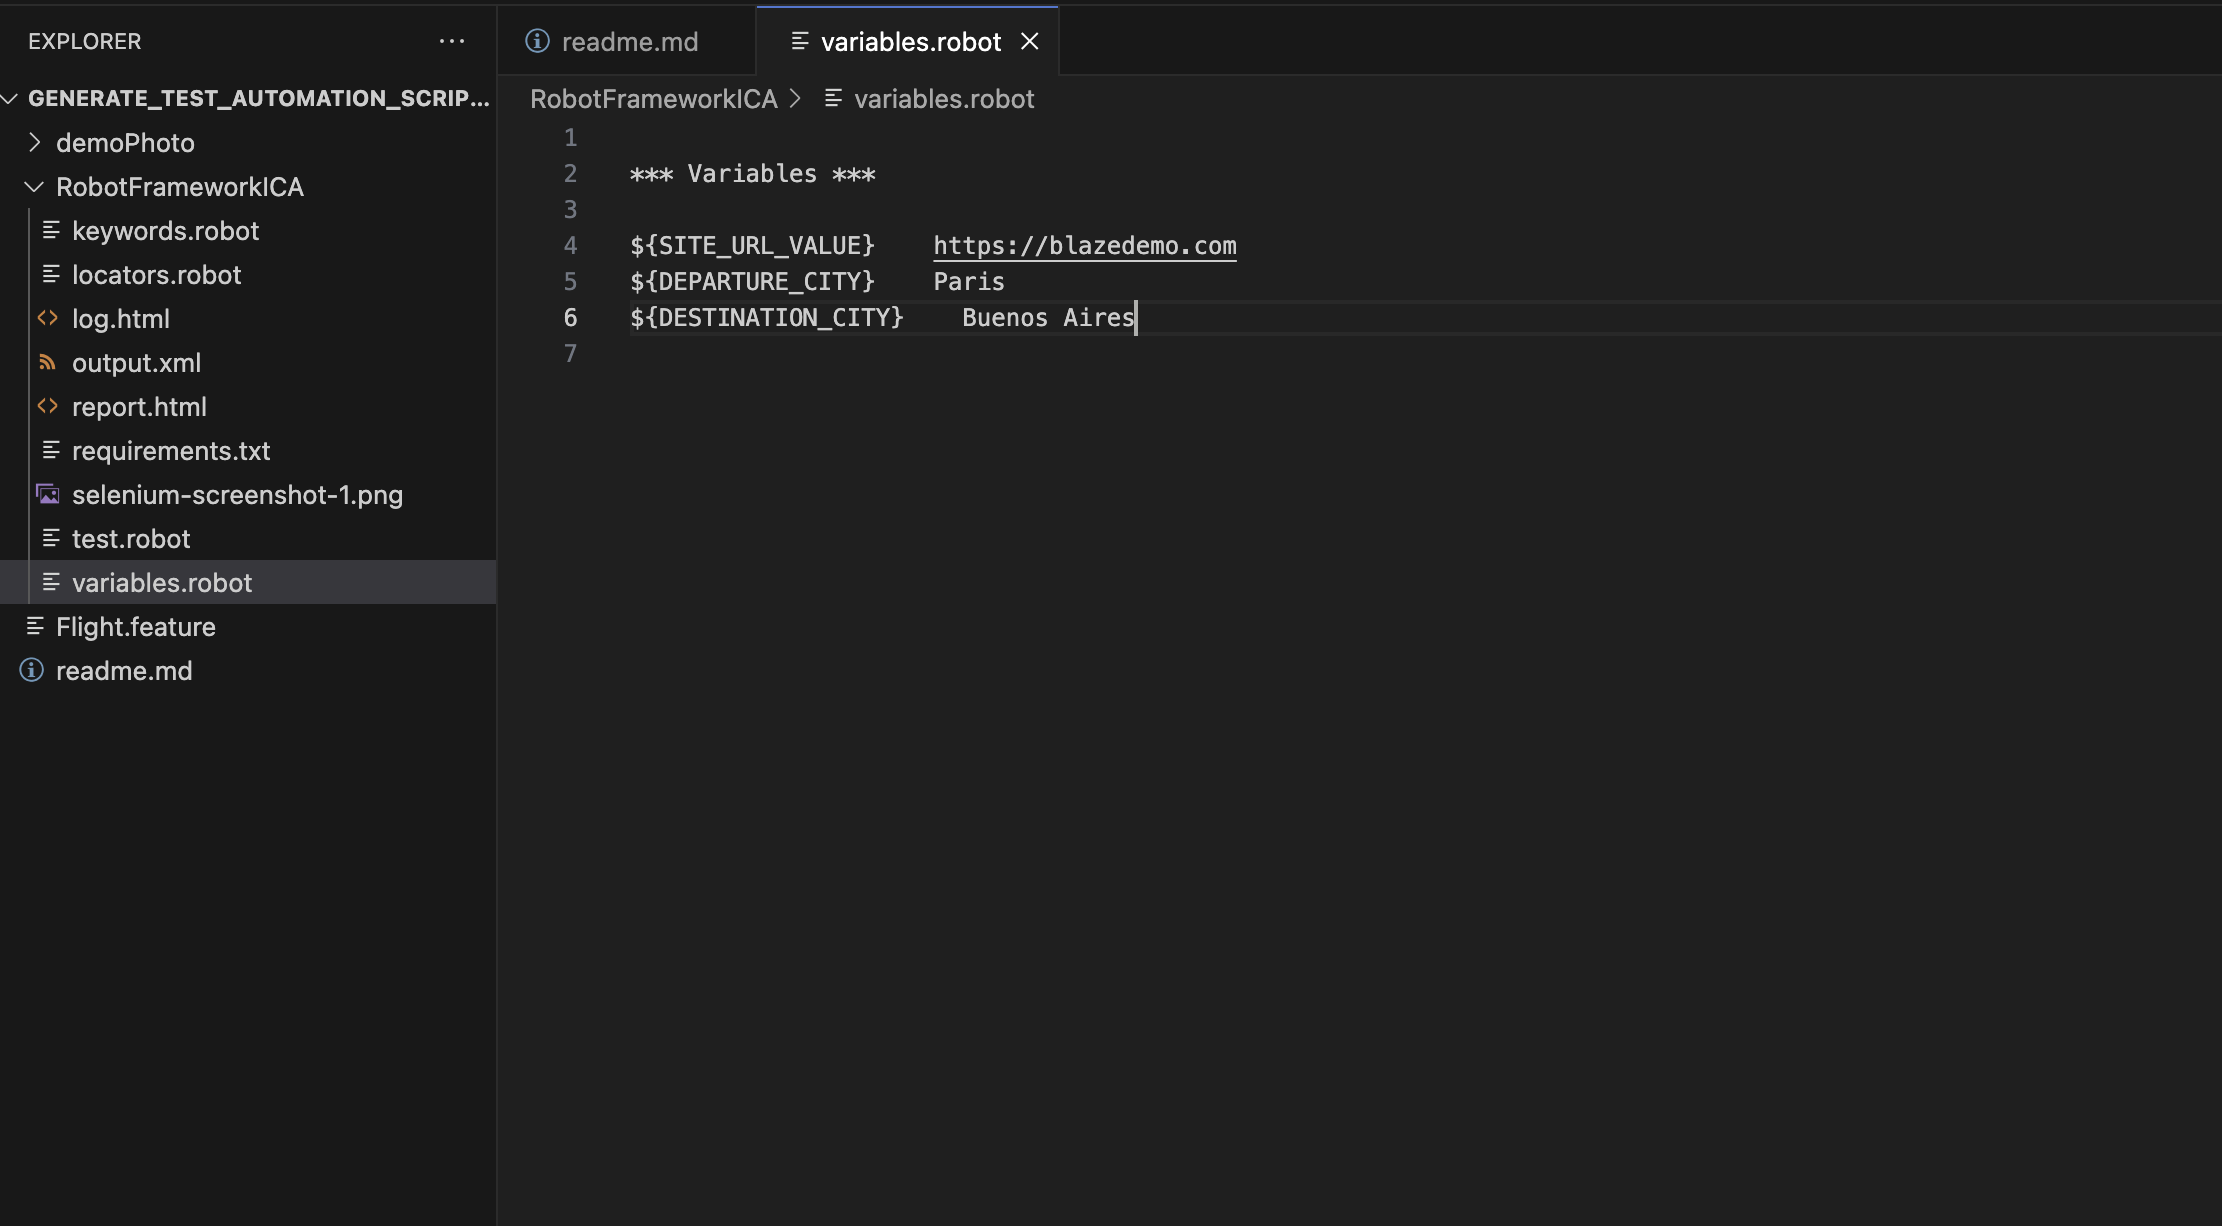 EXPLORER
GENERATE_TEST_AUTOMATION_SCRIP...
demoPhoto
RobotFrameworkICA
keywords.robot
locators.robot
log.html
output.xml
report.html
requirements.txt
selenium-screenshot-1.png
test.robot
variables.robot
Flight.feature
readme.md
readme.md
variables.robot
RobotFrameworkICA > variables.robot
1
2 *** Variables ***
3
4 ${SITE_URL_VALUE}    https://blazedemo.com
5 ${DEPARTURE_CITY}    Paris
6 ${DESTINATION_CITY}    Buenos Aires
7